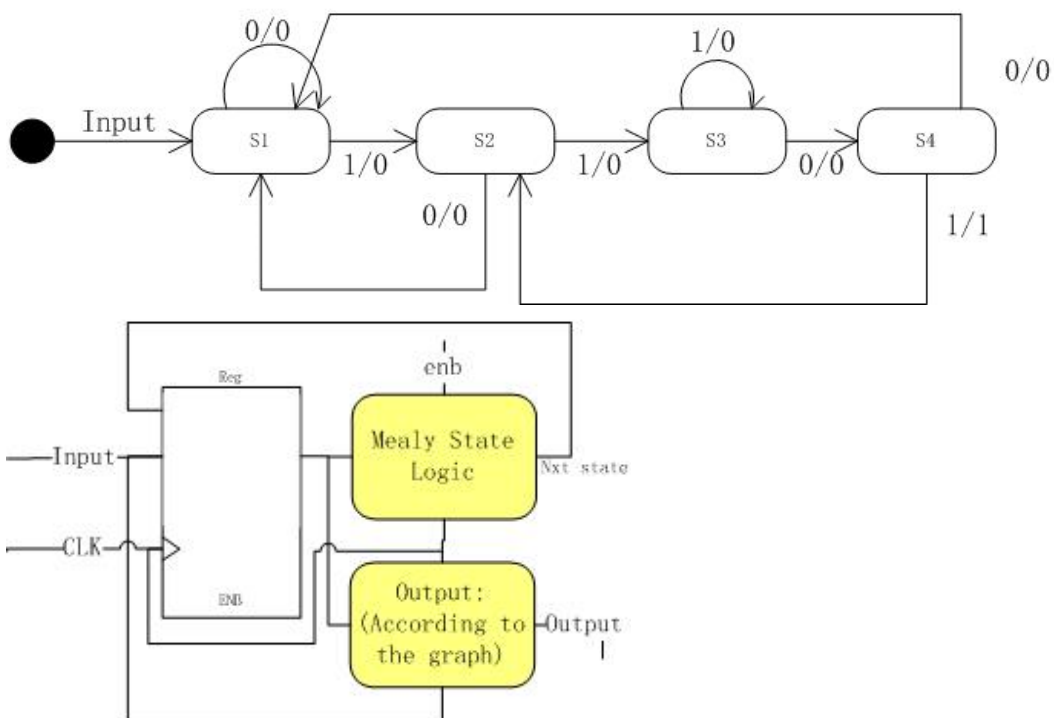 0/0
1/0
0/0
Input
S1
S2
S3
S4
1/0
1/0
0/0
0/0
1/1
Reg
enb
Mealy State
Logic
Input
Nxt state
CLK
ENB
Output:
(According to
the graph)
Output